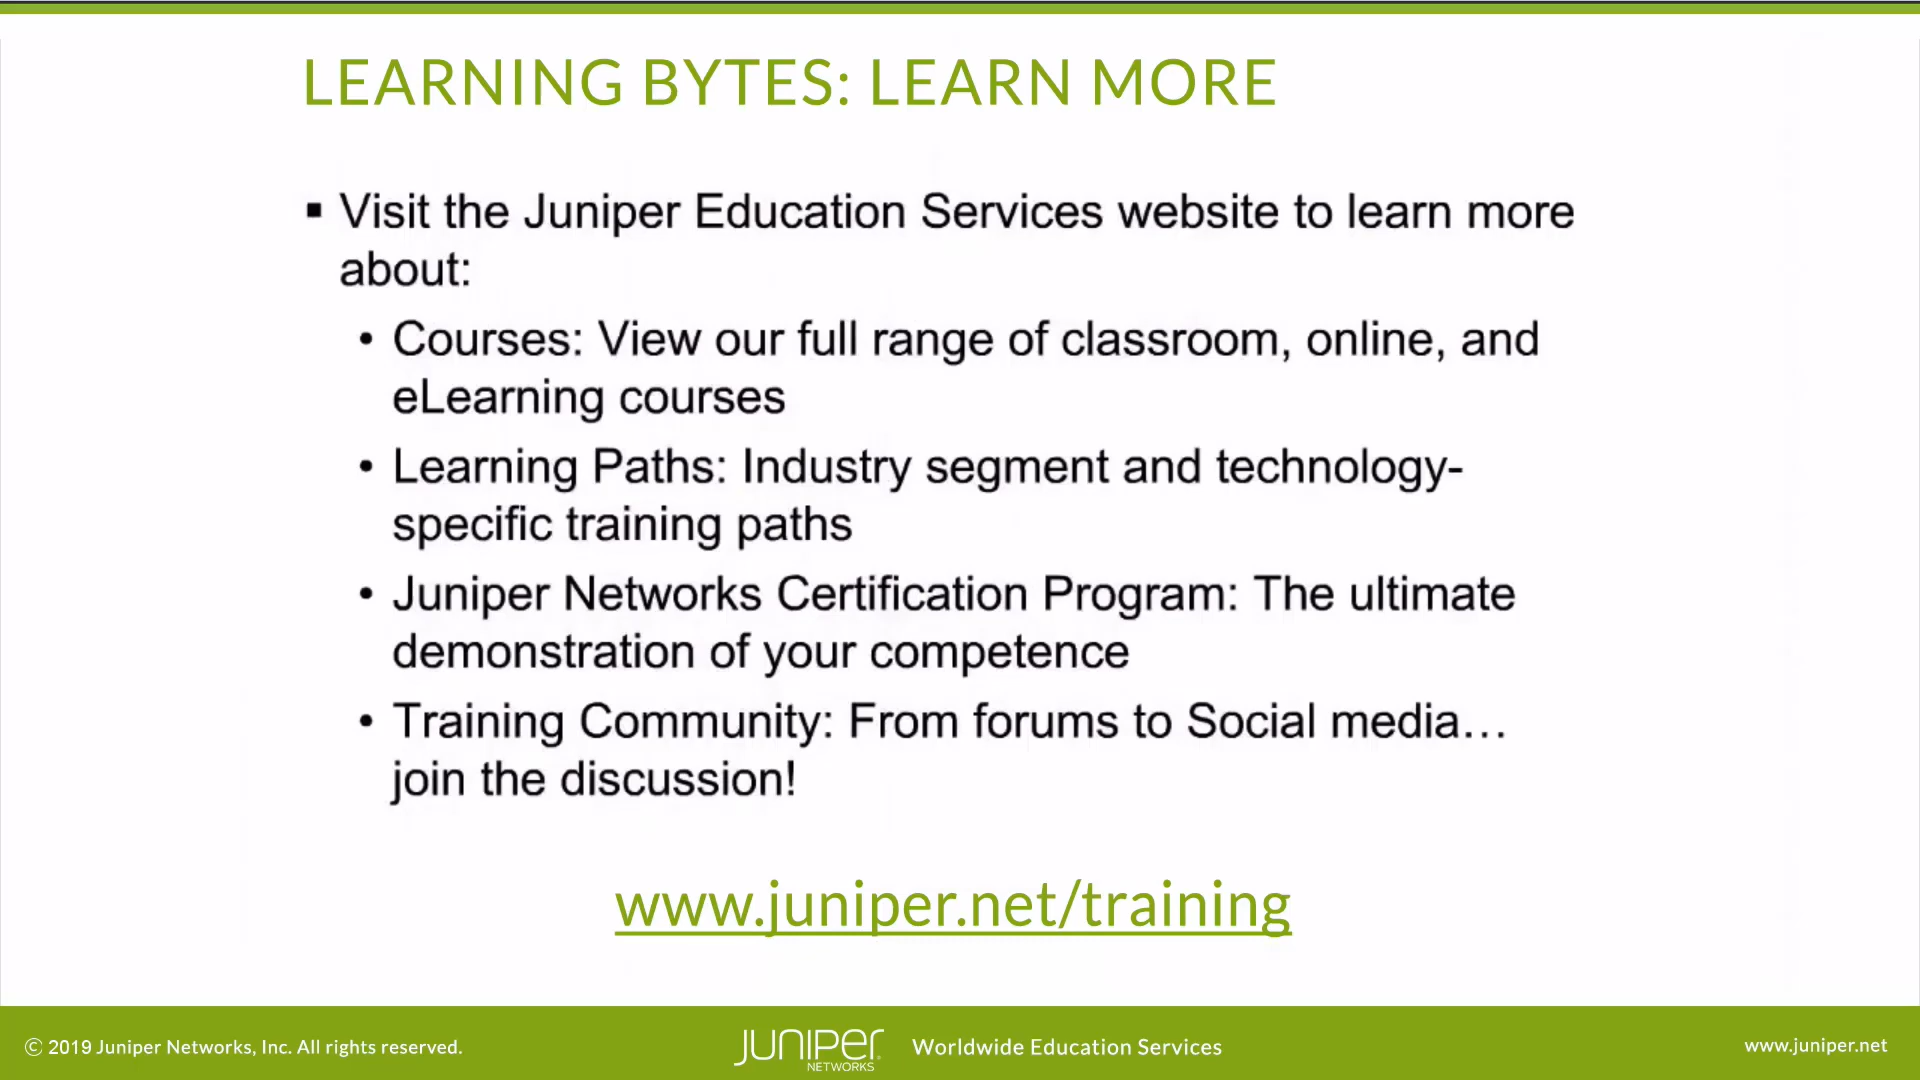 LEARNING BYTES: LEARN MORE
▪ Visit the Juniper Education Services website to learn more
about:
• Courses: View our full range of classroom, online, and
eLearning courses
• Learning Paths: Industry segment and technology-
specific training paths
• Juniper Networks Certification Program: The ultimate
demonstration of your competence
• Training Community: From forums to Social media…
join the discussion!
www.juniper.net/training
© 2019 Juniper Networks, Inc. All rights reserved.
JUNIPER
NETWORKS
Worldwide Education Services
www.juniper.net